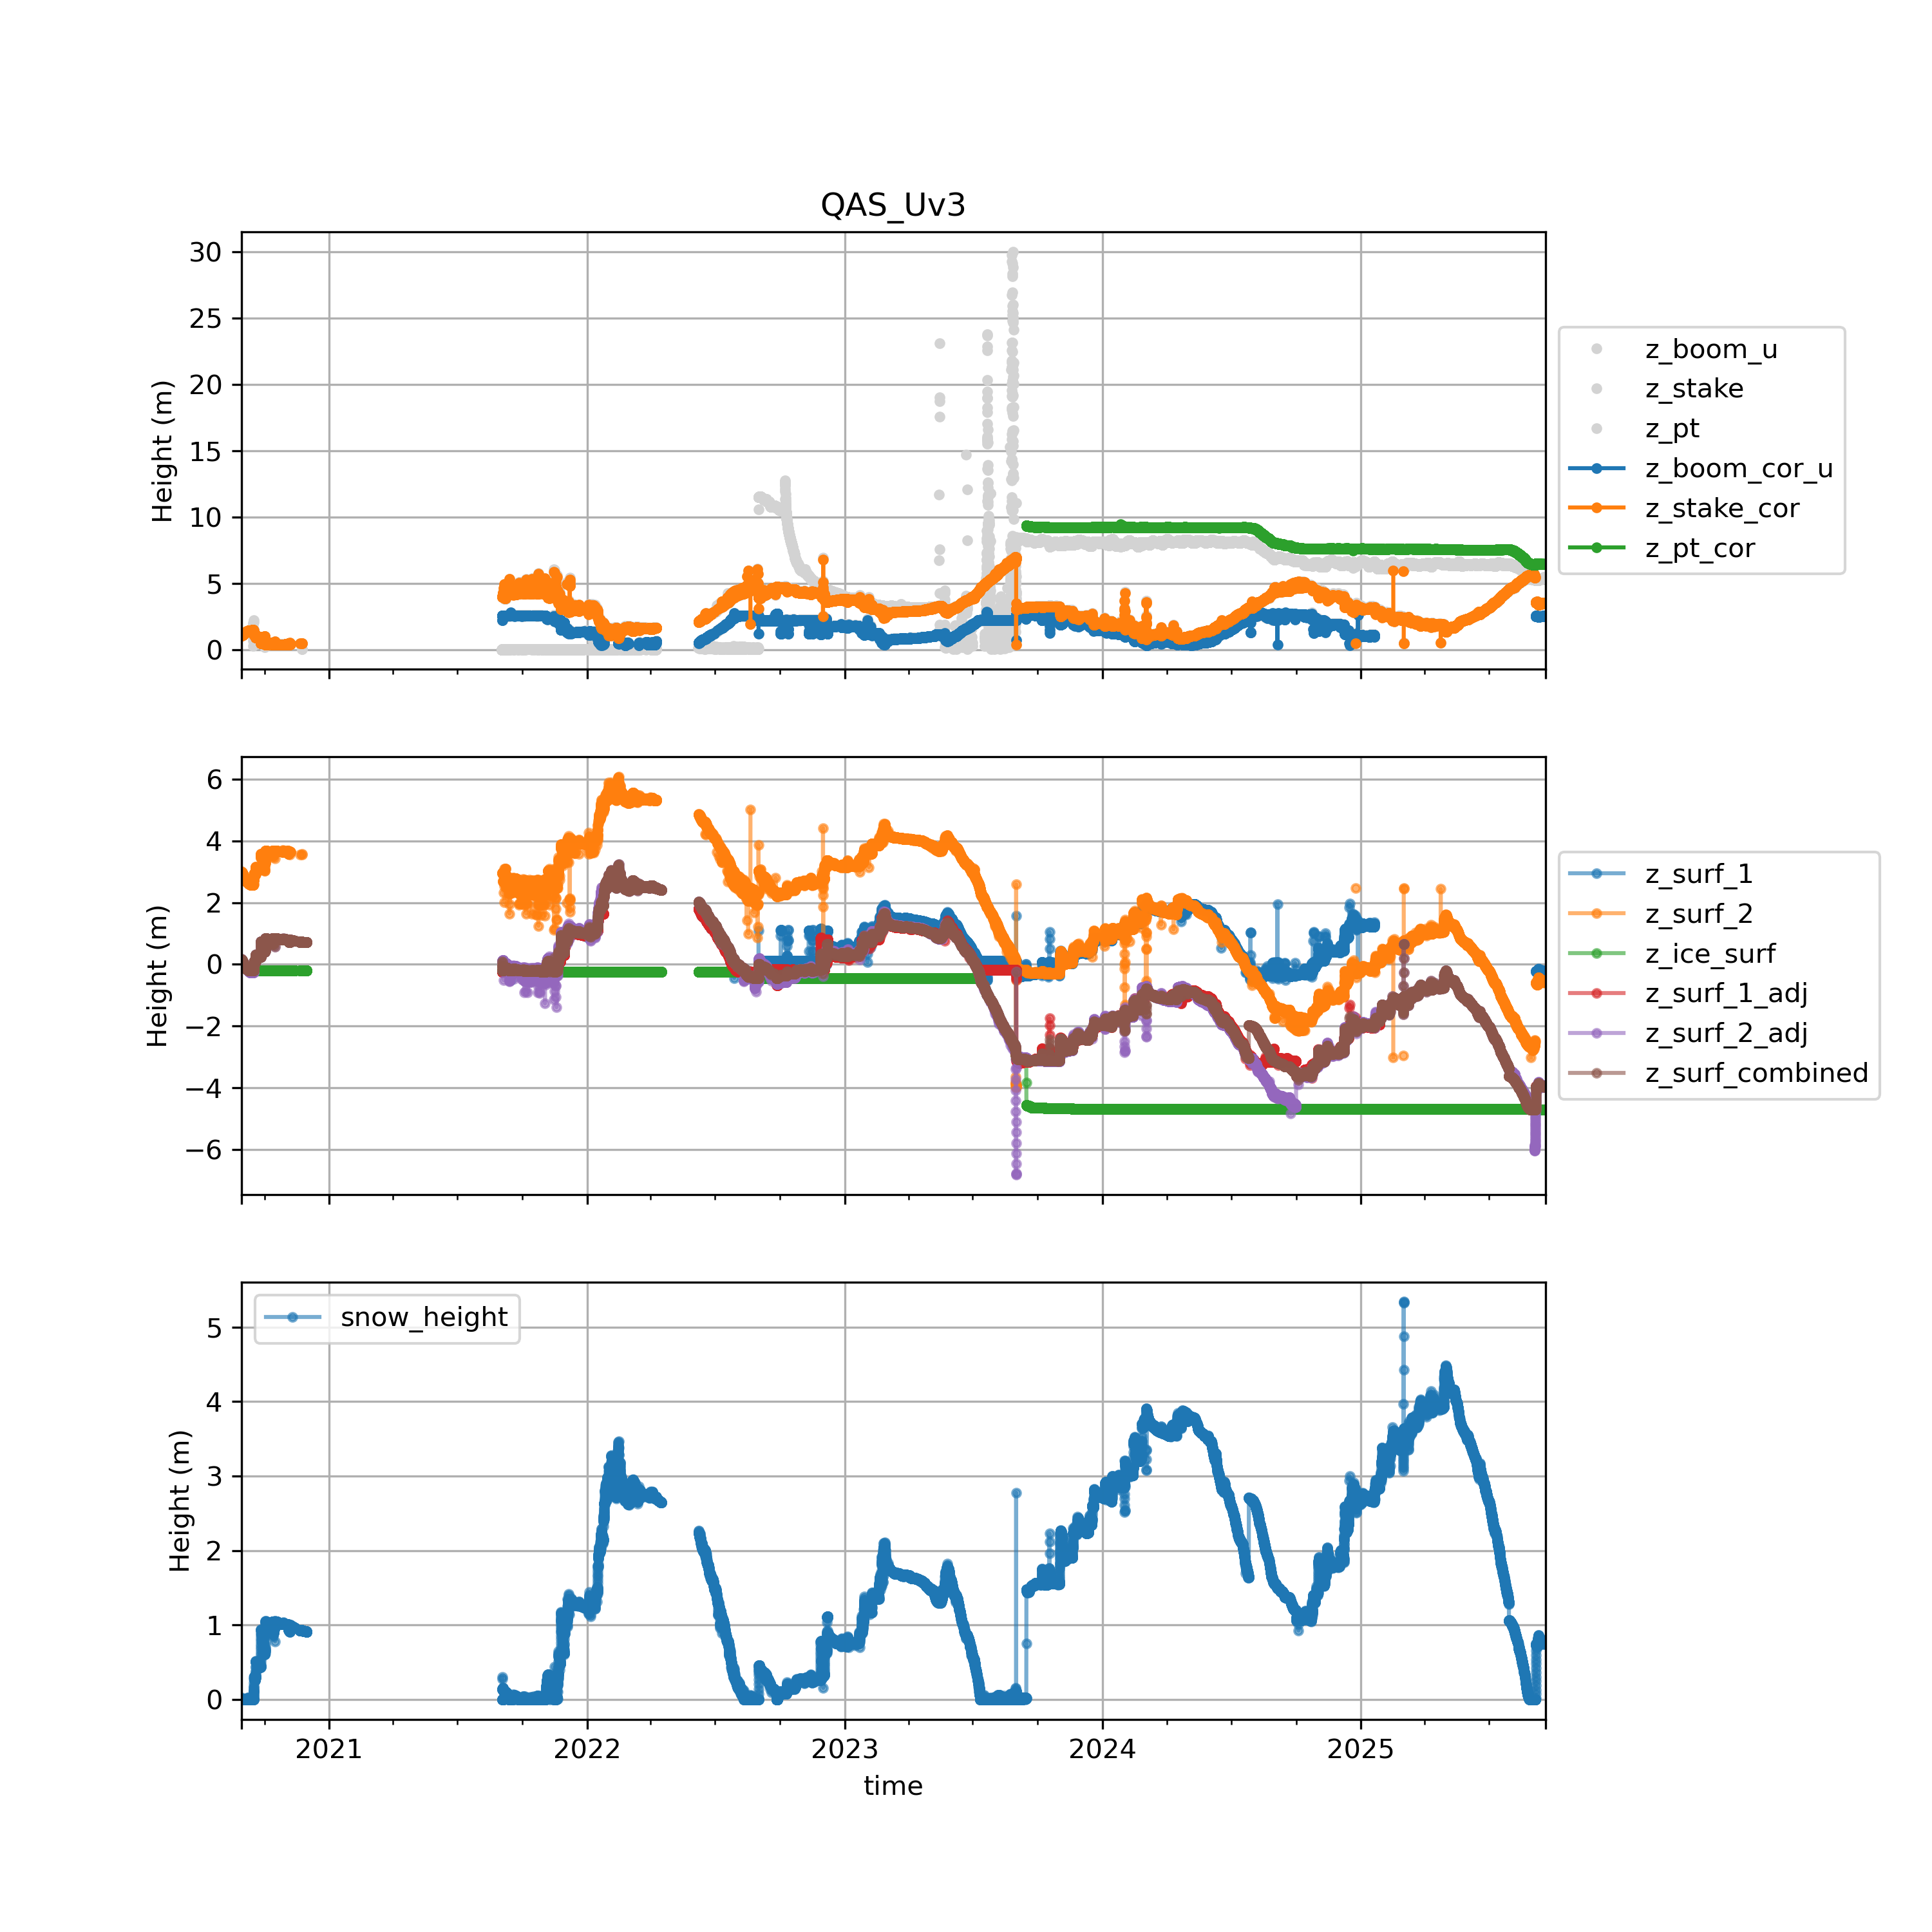 QAS_Uv3
30
25
20
15
10
5
0
Height (m)
z_boom_u
z_stake
z_pt
z_boom_cor_u
z_stake_cor
z_pt_cor
6
4
2
0
−2
−4
−6
Height (m)
z_surf_1
z_surf_2
z_ice_surf
z_surf_1_adj
z_surf_2_adj
z_surf_combined
snow_height
5
4
3
2
1
0
Height (m)
2021 2022 2023 2024 2025
time